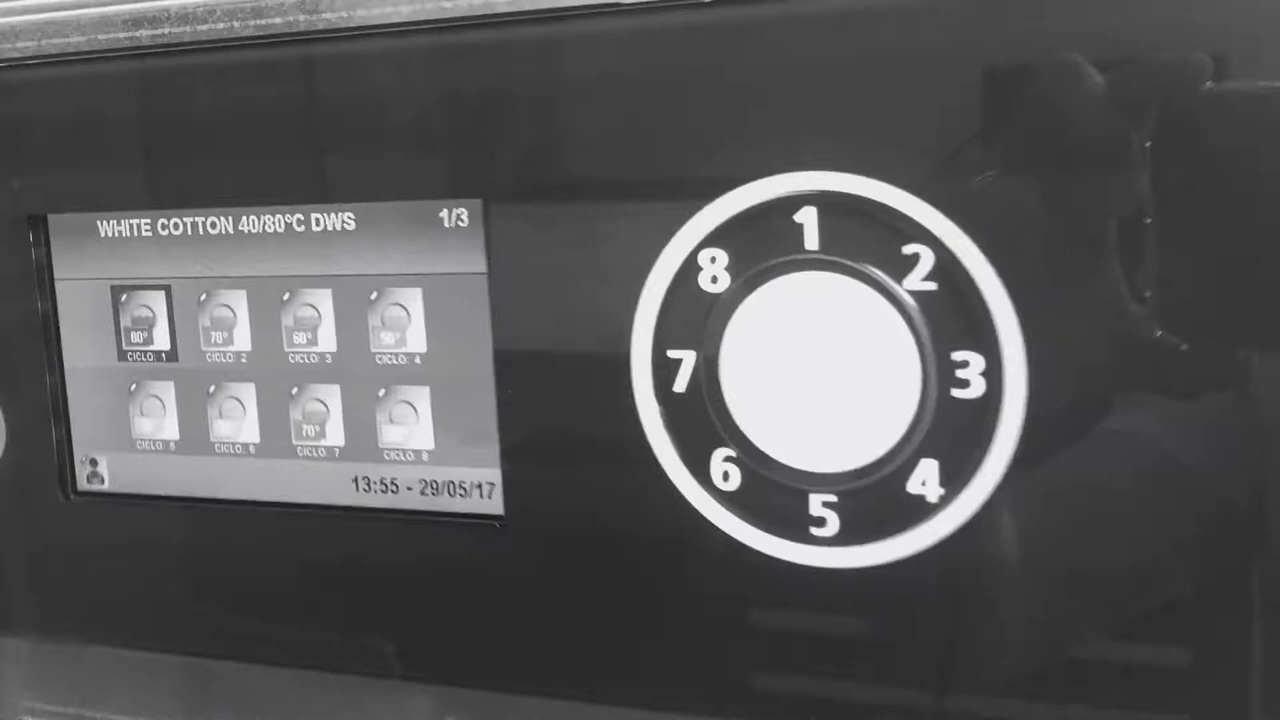 WHITE COTTON 40/80°C DWS 1/3
80° 70° 60° 50°
CICLO: 1 CICLO: 2 CICLO: 3 CICLO: 4
70°
CICLO: 5 CICLO: 6 CICLO: 7 CICLO: 8
13:55 - 29/05/17
1
2
3
4
5
6
7
8